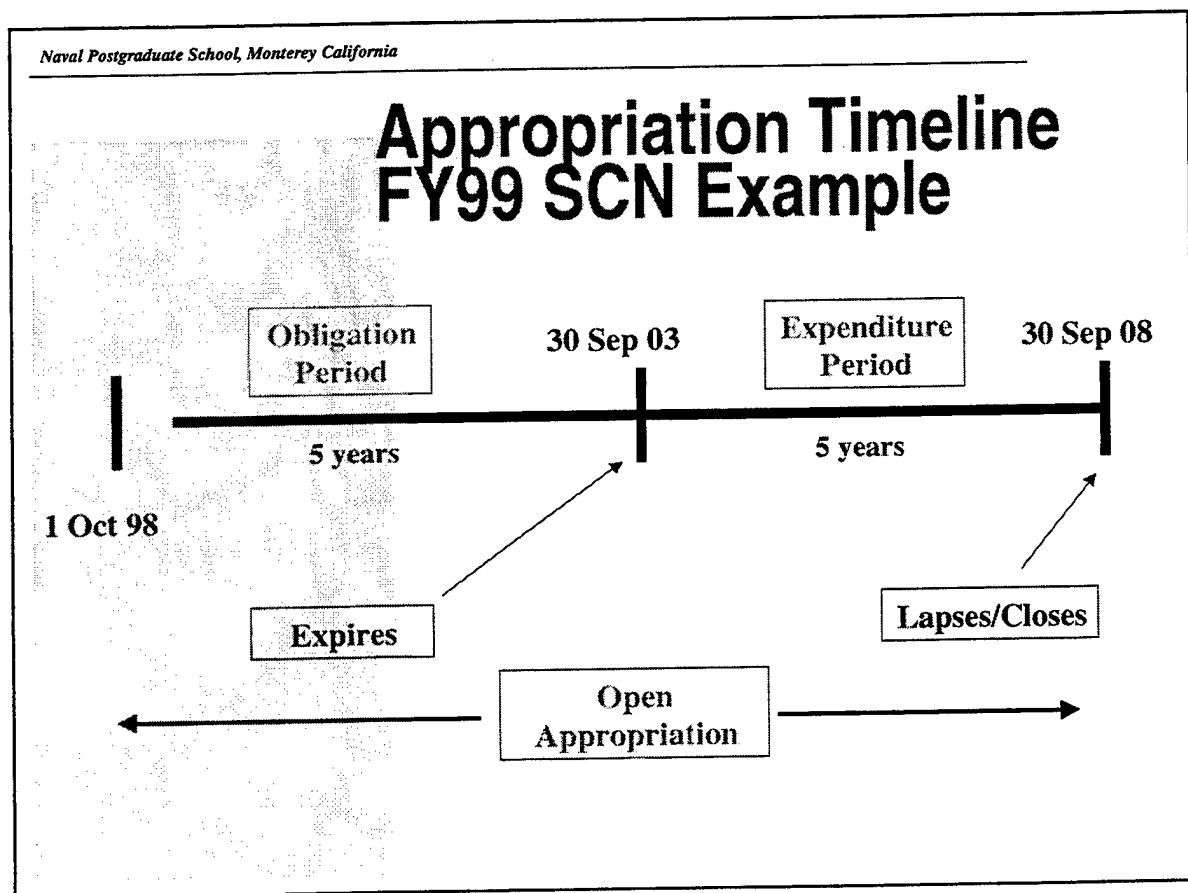 Naval Postgraduate School, Monterey California
Appropriation Timeline
FY99 SCN Example
Obligation
Period
30 Sep 03
Expenditure
Period
30 Sep 08
5 years
5 years
1 Oct 98
Expires
Lapses/Closes
Open
Appropriation